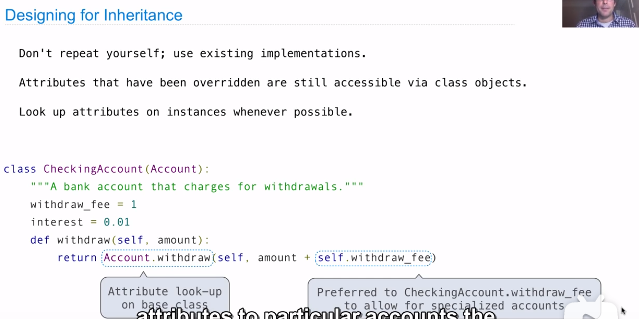 Designing for Inheritance
Don't repeat yourself; use existing implementations.
Attributes that have been overridden are still accessible via class objects.
Look up attributes on instances whenever possible.
class CheckingAccount(Account):
"""A bank account that charges for withdrawals."""
withdraw_fee = 1
interest = 0.01
def withdraw(self, amount):
return Account.withdraw(self, amount + self.withdraw_fee)
Attribute look-up
on base class
Preferred to CheckingAccount.withdraw_fee
to allow for specialized accounts
attributes to particular accounts the